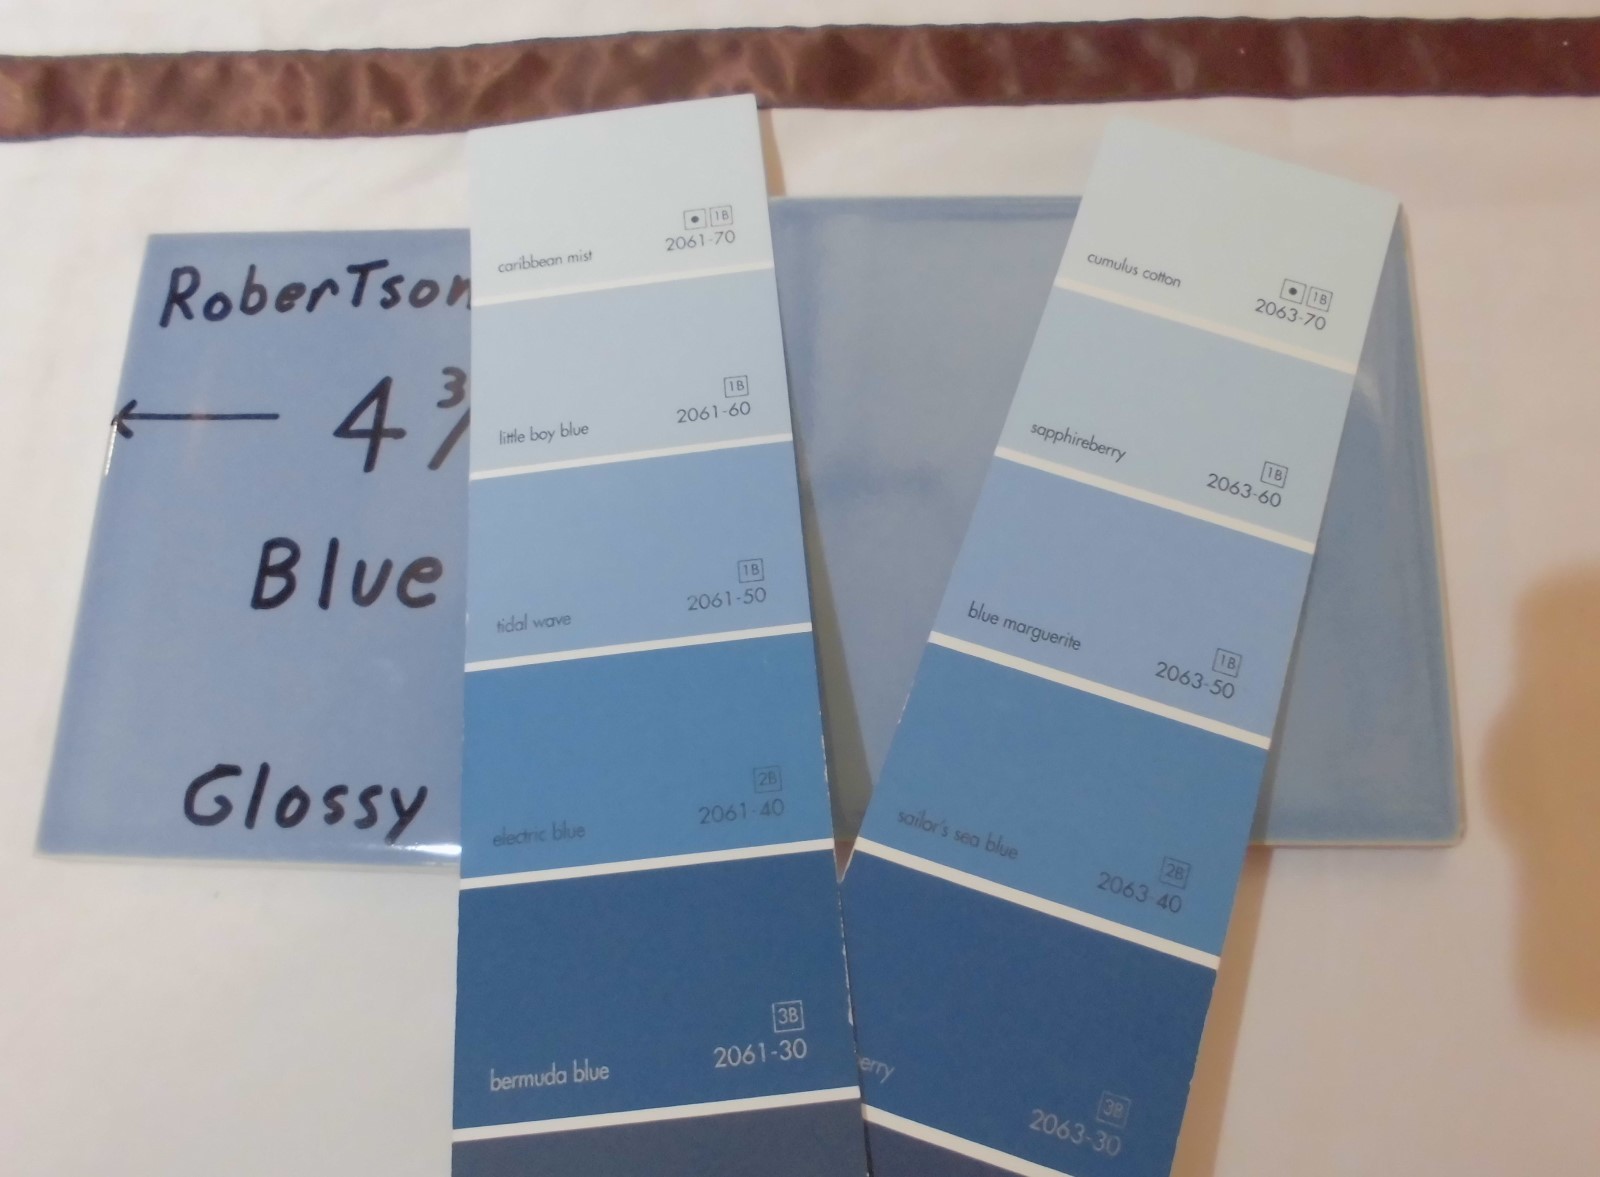 RoberTson
4 3/
Blue
Glossy
1B
caribbean mist 2061-70
1B
little boy blue 2061-60
1B
tidal wave 2061-50
2B
electric blue 2061-40
3B
bermuda blue 2061-30
1B
cumulus cotton 2063-70
1B
sapphireberry 2063-60
1B
blue marguerite 2063-50
2B
sailor's sea blue 2063-40
erry
3B
2063-30